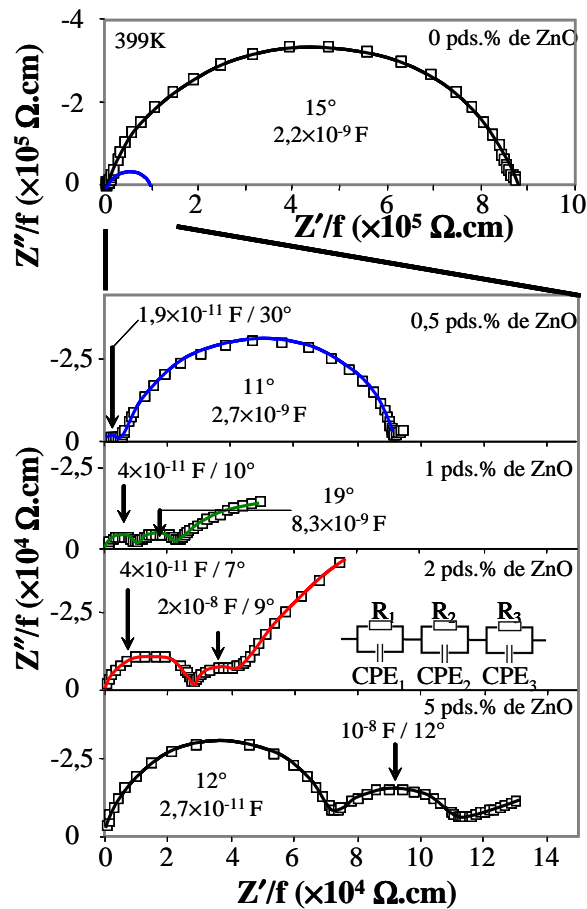 -4
399K
0 pds.% de ZnO
-2
15°
2,2×10⁻⁹ F
0
0 2 4 6 8 10
Z′/f (×10⁵ Ω.cm)
Z″/f (×10⁵ Ω.cm)
1,9×10⁻¹¹ F / 30°
0,5 pds.% de ZnO
-2,5
11°
2,7×10⁻⁹ F
0
-2,5
4×10⁻¹¹ F / 10°
1 pds.% de ZnO
19°
8,3×10⁻⁹ F
0
4×10⁻¹¹ F / 7°
2 pds.% de ZnO
-2,5
2×10⁻⁸ F / 9°
R₁ R₂ R₃
CPE₁ CPE₂ CPE₃
0
5 pds.% de ZnO
10⁻⁸ F / 12°
-2,5
12°
2,7×10⁻¹¹ F
0
0 2 4 6 8 10 12 14
Z′/f (×10⁴ Ω.cm)
Z″/f (×10⁴ Ω.cm)